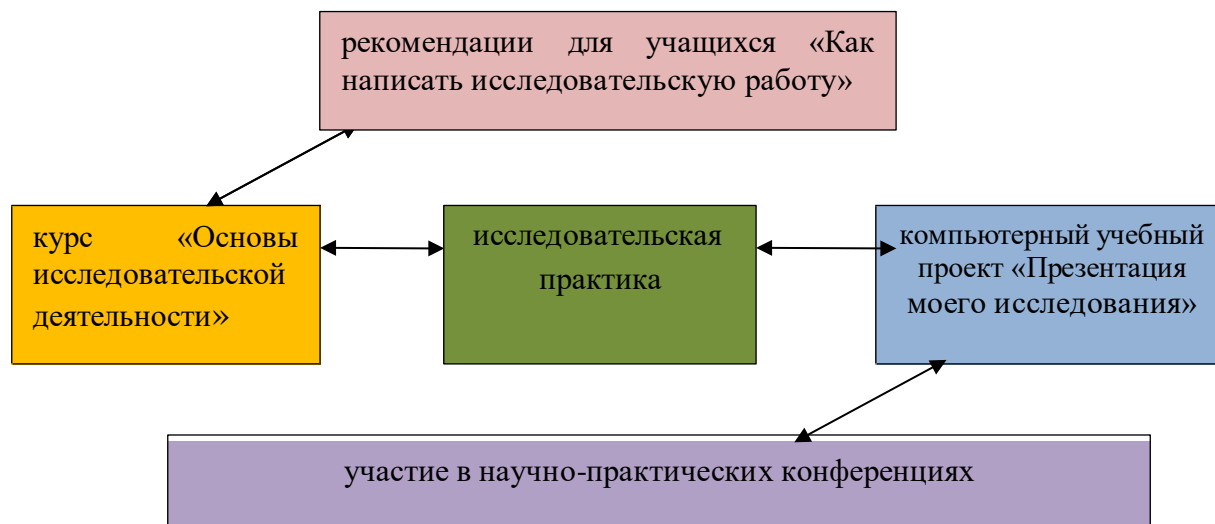 рекомендации для учащихся «Как
написать исследовательскую работу»
курс «Основы
исследовательской
деятельности»
исследовательская
практика
компьютерный учебный
проект «Презентация
моего исследования»
участие в научно-практических конференциях